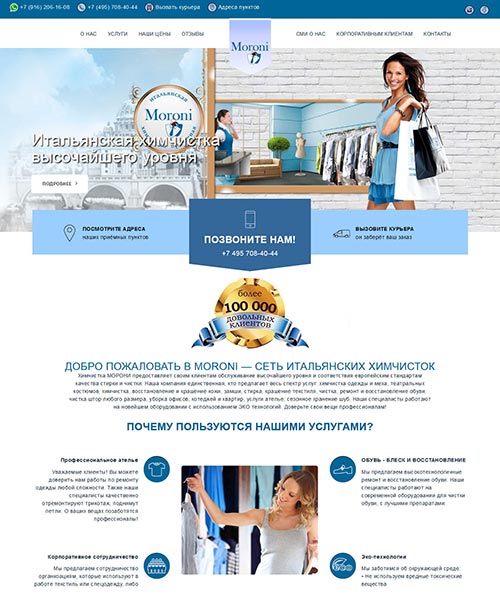 +7 (916) 206-16-08 +7 (495) 708-40-44 Вызвать курьера Адреса пунктов
О НАС УСЛУГИ НАШИ ЦЕНЫ ОТЗЫВЫ Moroni СМИ О НАС КОРПОРАТИВНЫМ КЛИЕНТАМ КОНТАКТЫ
ИТАЛЬЯНСКАЯ
Moroni
Итальянская химчистка
высочайшего уровня
ПОДРОБНЕЕ >
Moroni
ПОСМОТРИТЕ АДРЕСА
наших приёмных пунктов
ПОЗВОНИТЕ НАМ!
+7 495 708-40-44
ВЫЗОВИТЕ КУРЬЕРА
он заберёт ваш заказ
более
100 000
ДОВОЛЬНЫХ
КЛИЕНТОВ
ДОБРО ПОЖАЛОВАТЬ В MORONI — СЕТЬ ИТАЛЬЯНСКИХ ХИМЧИСТОК
Химчистка МОРОНИ предоставляет своим клиентам обслуживание высочайшего уровня и соответствия европейским стандартам
качества стирки и чистки. Наша компания единственная, кто предлагает весь спектр услуг: химчистка одежды и меха, театральных
костюмов, химчистка, восстановление и крашение кожи, замши, стирка, крашение текстиля, чистка, ремонт и восстановление обуви,
чистка штор любого размера, уборка офисов, коттеджей и квартир, услуги ателье, сезонное хранение шуб. Наши специалисты работают
на новейшем оборудовании с использованием ЭКО технологий. Доверьте свои вещи профессионалам!
ПОЧЕМУ ПОЛЬЗУЮТСЯ НАШИМИ УСЛУГАМИ?
Профессиональное ателье
Уважаемые клиенты! Вы можете
доверить нам работы по ремонту
одежды любой сложности. Также наши
специалисты качественно
отремонтируют трикотаж, поднимут
петли. О ваших вещах позаботятся
профессионалы!
ОБУВЬ - БЛЕСК И ВОССТАНОВЛЕНИЕ
Мы предлагаем высокотехнологичные
ремонт и восстановление обуви. Наши
специалисты работают на
современной оборудовании для чистки
обуви, с лучшими препаратами
Корпоративное сотрудничество
Мы предлагаем сотрудничество
организациям, которые используют в
работе текстиль или спецодежду, либо
eco
Эко-технологии
Мы заботимся об окружающей среде:
• Не используем вредные токсические
вещества